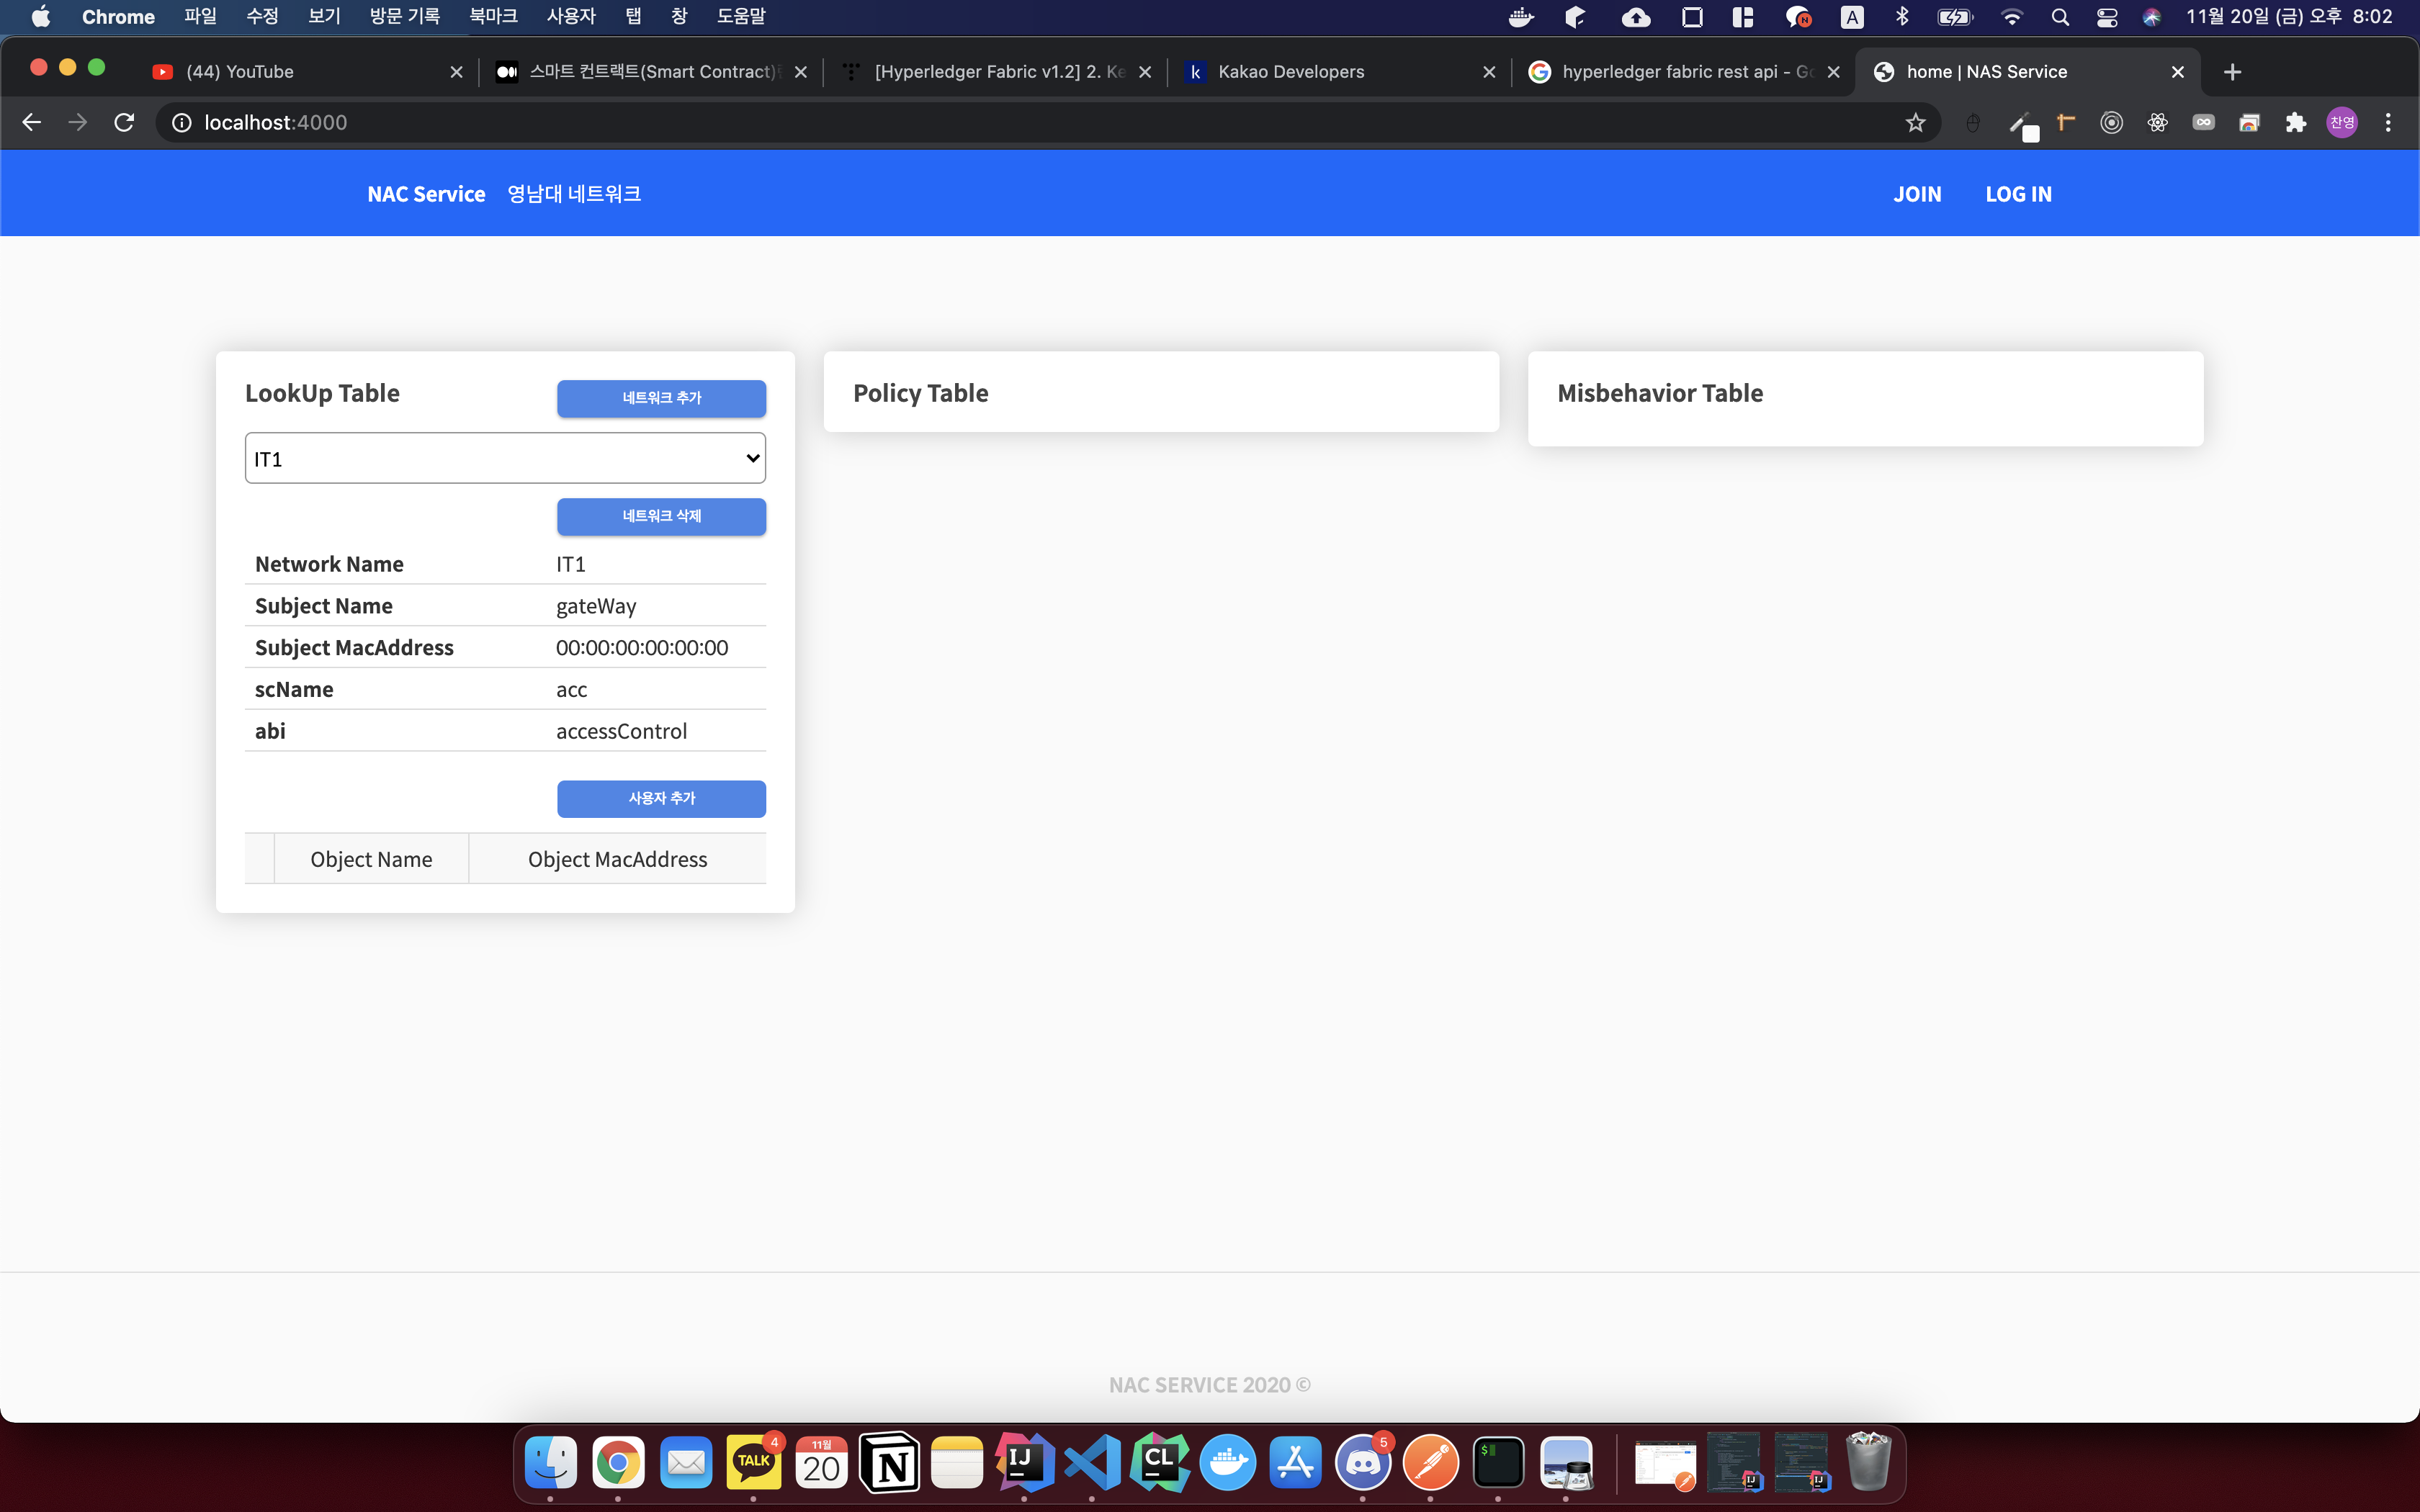 Chrome 파일 수정 보기 방문 기록 북마크 사용자 탭 창 도움말 A 11월 20일 (금) 오후 8:02
(44) YouTube 스마트 컨트랙트(Smart Contract) [Hyperledger Fabric v1.2] 2. Ke Kakao Developers hyperledger fabric rest api - Go home | NAS Service
localhost:4000 찬영
NAC Service 영남대 네트워크 JOIN LOG IN
LookUp Table 네트워크 추가
IT1
네트워크 삭제
Network Name IT1
Subject Name gateWay
Subject MacAddress 00:00:00:00:00:00
scName acc
abi accessControl
사용자 추가
Object Name Object MacAddress
Policy Table
Misbehavior Table
NAC SERVICE 2020 ©
TALK 4 11월 20 N IJ CL 5 $ IJ IJ